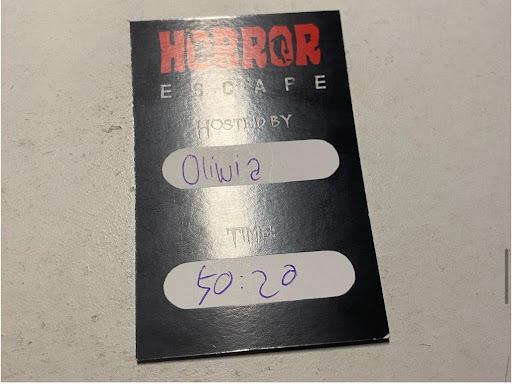 HORROR
ESCAPE
HOSTED BY
Oliwia
TIME:
50:20